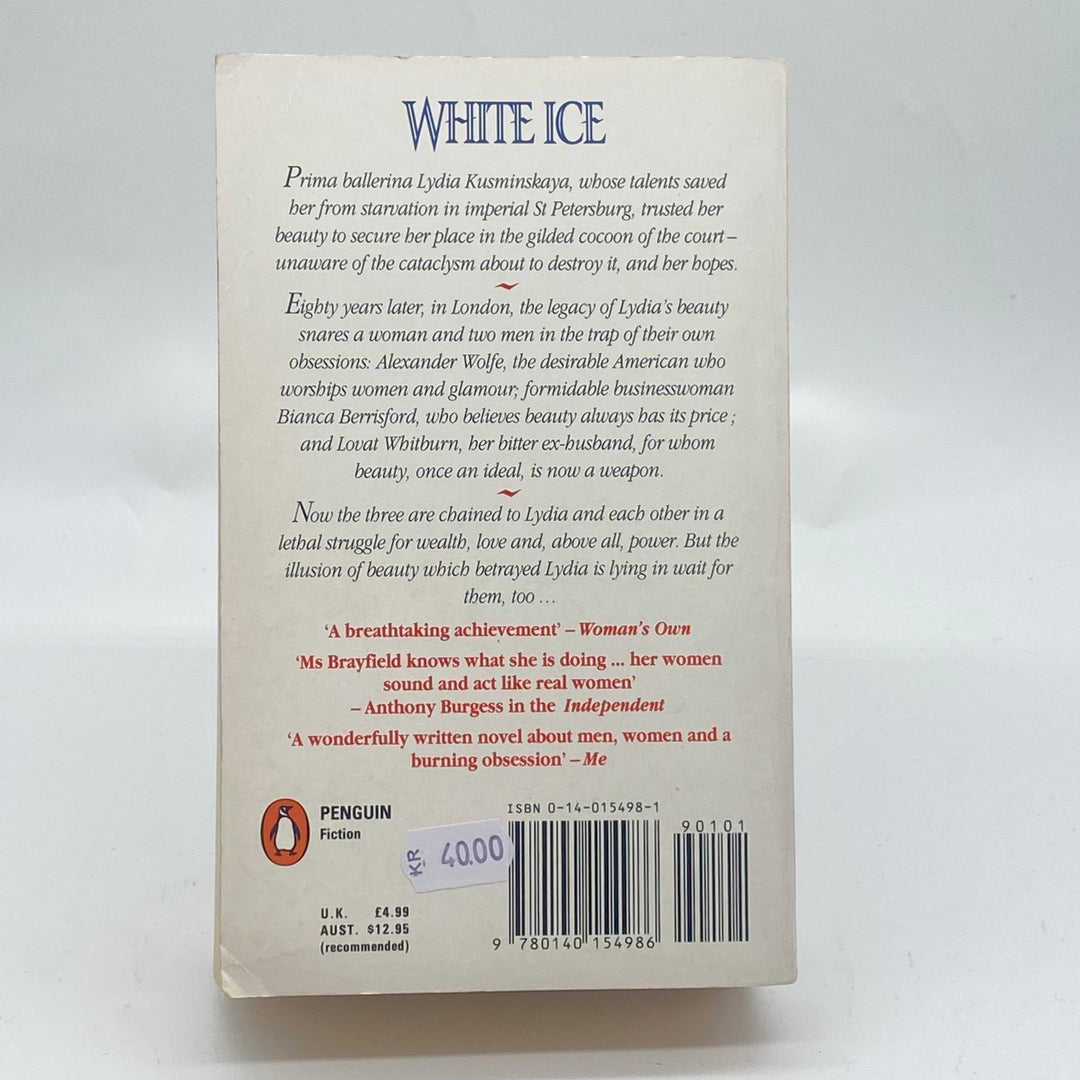 WHITE ICE
Prima ballerina Lydia Kusminskaya, whose talents saved
her from starvation in imperial St Petersburg, trusted her
beauty to secure her place in the gilded cocoon of the court –
unaware of the cataclysm about to destroy it, and her hopes.
Eighty years later, in London, the legacy of Lydia's beauty
snares a woman and two men in the trap of their own
obsessions: Alexander Wolfe, the desirable American who
worships women and glamour; formidable businesswoman
Bianca Berrisford, who believes beauty always has its price ;
and Lovat Whitburn, her bitter ex-husband, for whom
beauty, once an ideal, is now a weapon.
Now the three are chained to Lydia and each other in a
lethal struggle for wealth, love and, above all, power. But the
illusion of beauty which betrayed Lydia is lying in wait for
them, too ...
'A breathtaking achievement' – Woman's Own
'Ms Brayfield knows what she is doing ... her women
sound and act like real women'
– Anthony Burgess in the Independent
'A wonderfully written novel about men, women and a
burning obsession' – Me
PENGUIN
Fiction
KR 40.00
U.K. £4.99
AUST. $12.95
(recommended)
ISBN 0-14-015498-1
90101
9 780140 154986